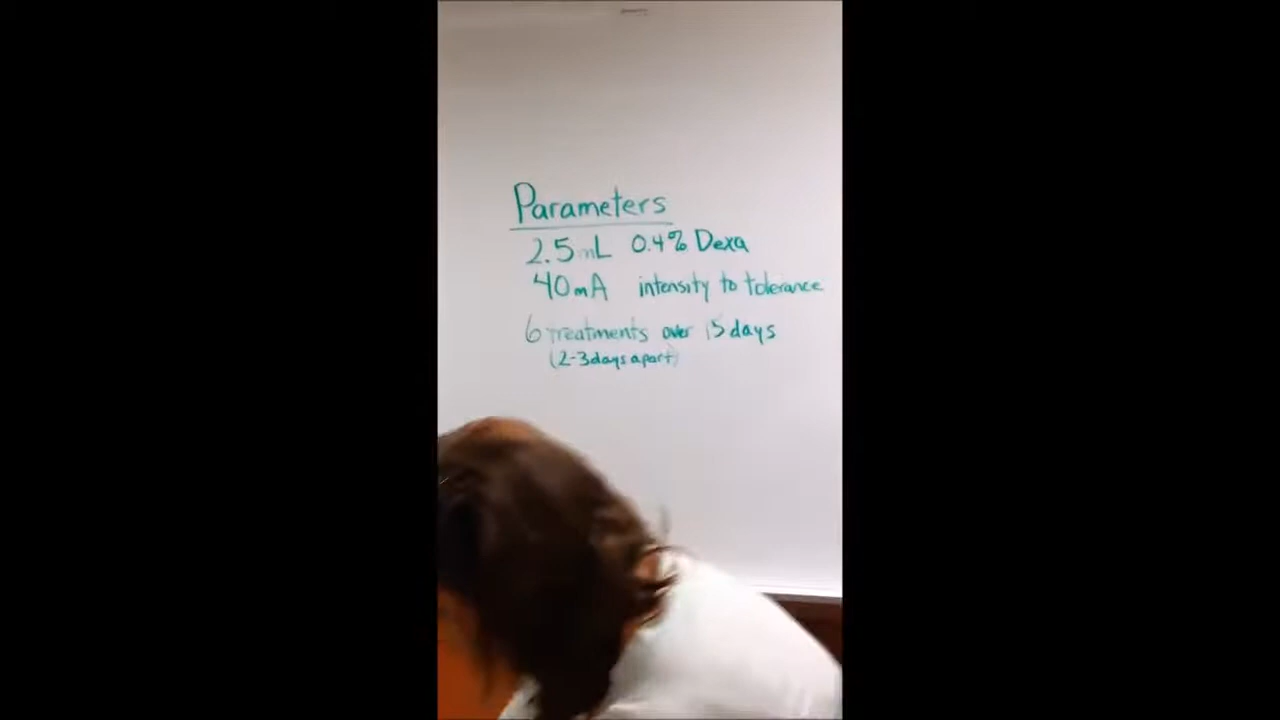 Parameters
2.5mL 0.4% Dexa
40mA intensity to tolerance
6 treatments over 15 days
(2-3 days apart)